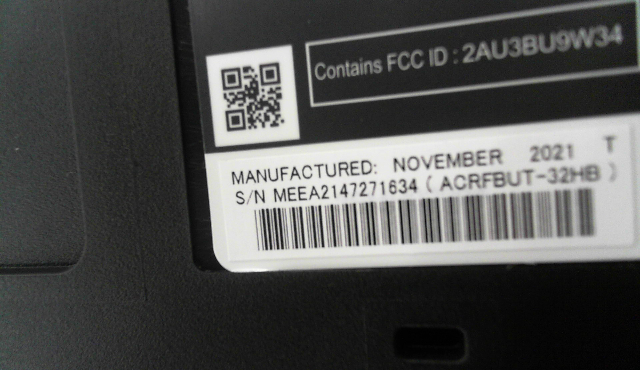 Contains FCC ID : 2AU3BU9W34
MANUFACTURED: NOVEMBER 2021 T
S/N MEEA2147271634 ( ACRFBUT-32HB )